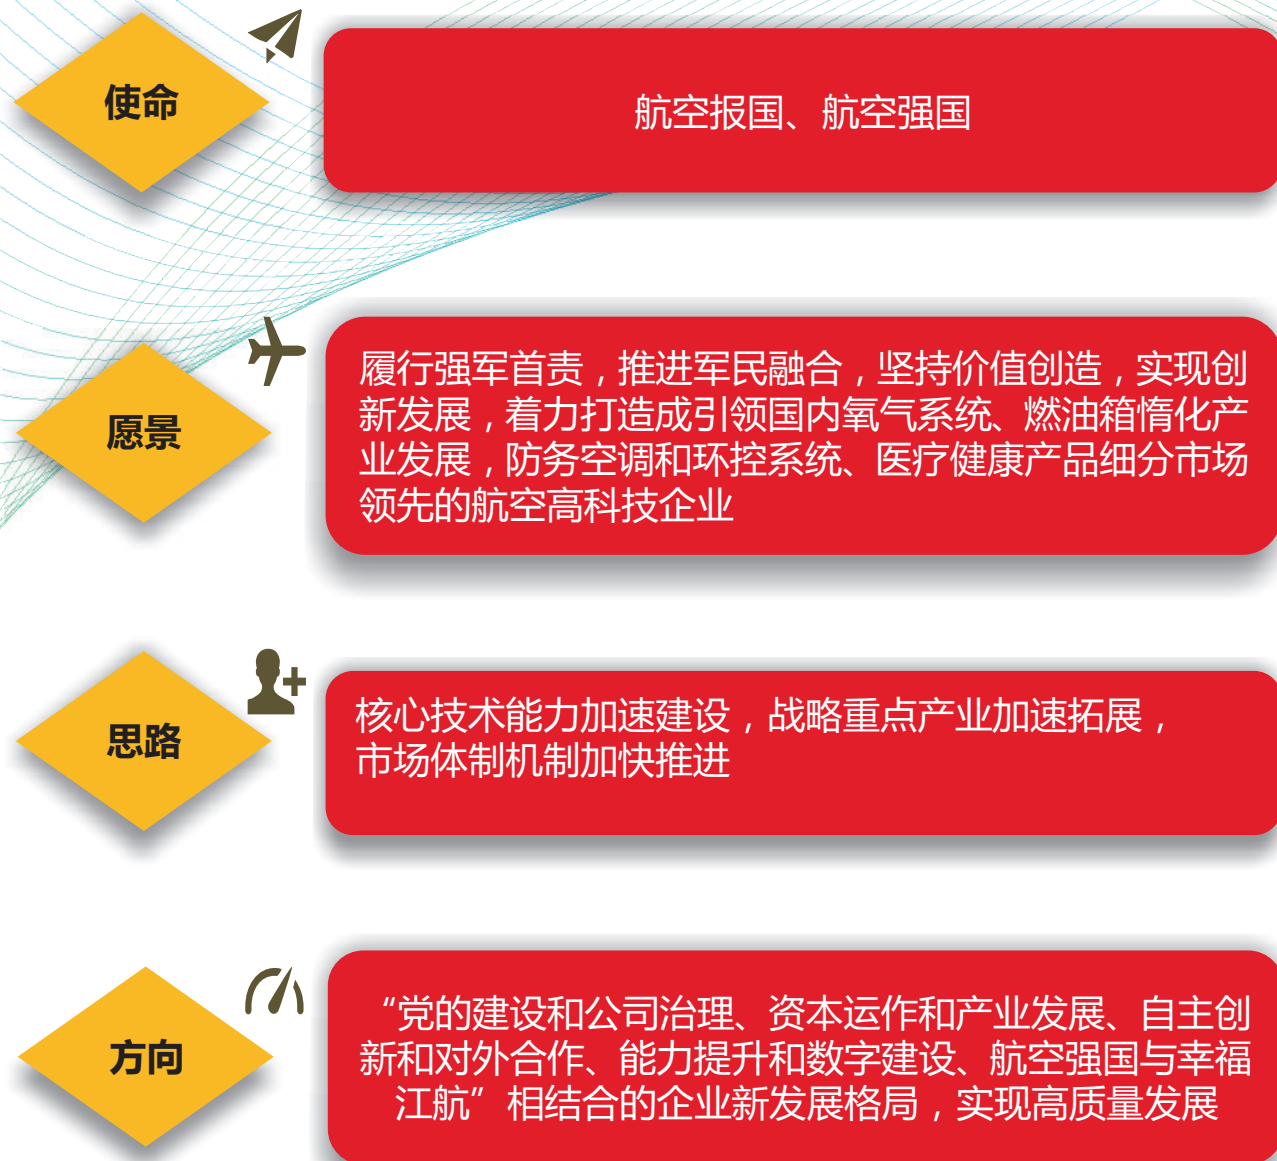 使命
航空报国、航空强国
愿景
履行强军首责，推进军民融合，坚持价值创造，实现创
新发展，着力打造成引领国内氧气系统、燃油箱惰化产
业发展，防务空调和环控系统、医疗健康产品细分市场
领先的航空高科技企业
思路
核心技术能力加速建设，战略重点产业加速拓展，
市场体制机制加快推进
方向
“党的建设和公司治理、资本运作和产业发展、自主创
新和对外合作、能力提升和数字建设、航空强国与幸福
江航”相结合的企业新发展格局，实现高质量发展